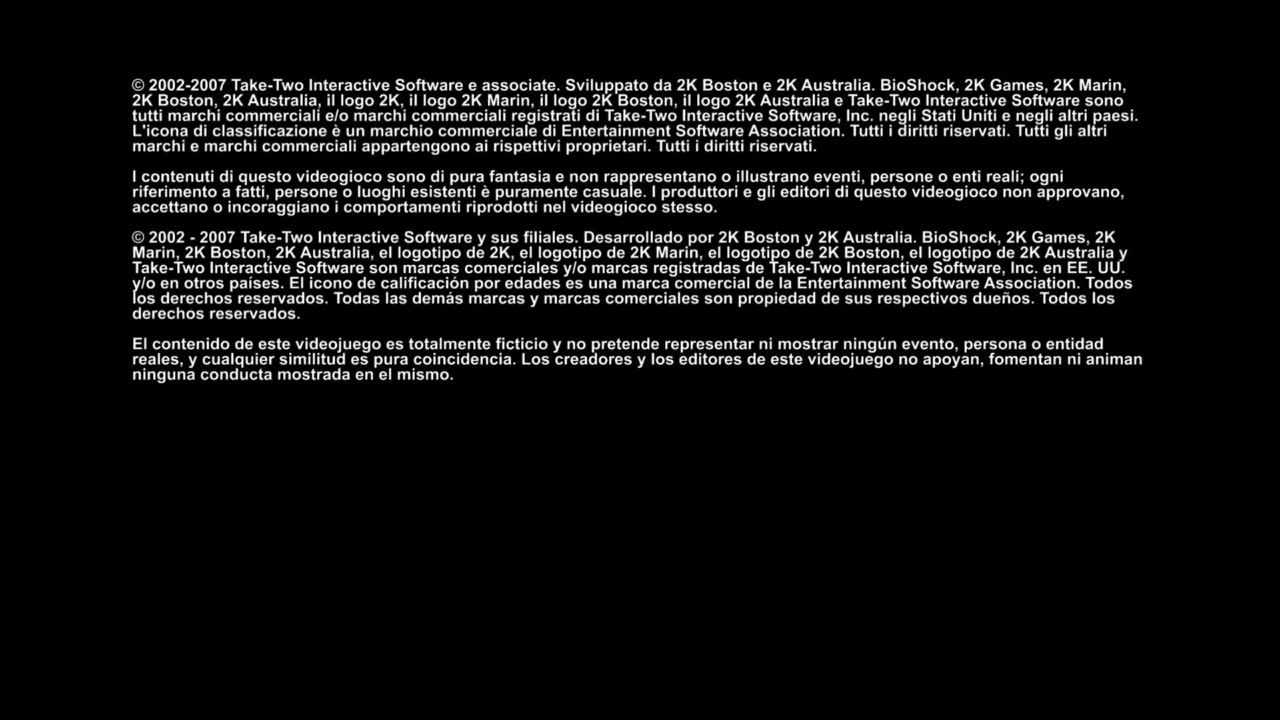 © 2002-2007 Take-Two Interactive Software e associate. Sviluppato da 2K Boston e 2K Australia. BioShock, 2K Games, 2K Marin,
2K Boston, 2K Australia, il logo 2K, il logo 2K Marin, il logo 2K Boston, il logo 2K Australia e Take-Two Interactive Software sono
tutti marchi commerciali e/o marchi commerciali registrati di Take-Two Interactive Software, Inc. negli Stati Uniti e negli altri paesi.
L'icona di classificazione è un marchio commerciale di Entertainment Software Association. Tutti i diritti riservati. Tutti gli altri
marchi e marchi commerciali appartengono ai rispettivi proprietari. Tutti i diritti riservati.
I contenuti di questo videogioco sono di pura fantasia e non rappresentano o illustrano eventi, persone o enti reali; ogni
riferimento a fatti, persone o luoghi esistenti è puramente casuale. I produttori e gli editori di questo videogioco non approvano,
accettano o incoraggiano i comportamenti riprodotti nel videogioco stesso.
© 2002 - 2007 Take-Two Interactive Software y sus filiales. Desarrollado por 2K Boston y 2K Australia. BioShock, 2K Games, 2K
Marin, 2K Boston, 2K Australia, el logotipo de 2K, el logotipo de 2K Marin, el logotipo de 2K Boston, el logotipo de 2K Australia y
Take-Two Interactive Software son marcas comerciales y/o marcas registradas de Take-Two Interactive Software, Inc. en EE. UU.
y/o en otros países. El icono de calificación por edades es una marca comercial de la Entertainment Software Association. Todos
los derechos reservados. Todas las demás marcas y marcas comerciales son propiedad de sus respectivos dueños. Todos los
derechos reservados.
El contenido de este videojuego es totalmente ficticio y no pretende representar ni mostrar ningún evento, persona o entidad
reales, y cualquier similitud es pura coincidencia. Los creadores y los editores de este videojuego no apoyan, fomentan ni animan
ninguna conducta mostrada en el mismo.